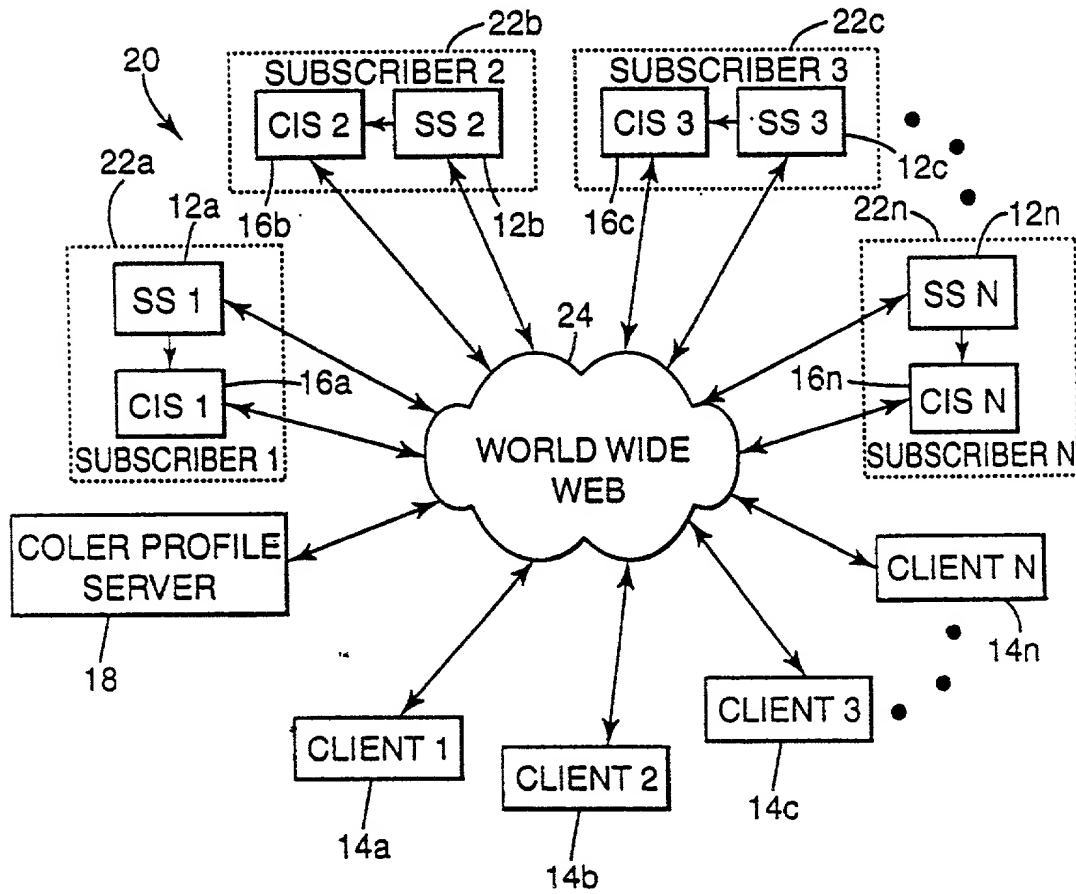 22b
22c
20
SUBSCRIBER 2
SUBSCRIBER 3
CIS 2
SS 2
CIS 3
SS 3
22a
12a
16b
12b
16c
12c
22n
12n
SS 1
24
SS N
16a
16n
CIS 1
CIS N
SUBSCRIBER 1
WORLD WIDE
WEB
SUBSCRIBER N
COLER PROFILE
SERVER
CLIENT N
18
14n
CLIENT 3
CLIENT 1
CLIENT 2
14c
14a
14b